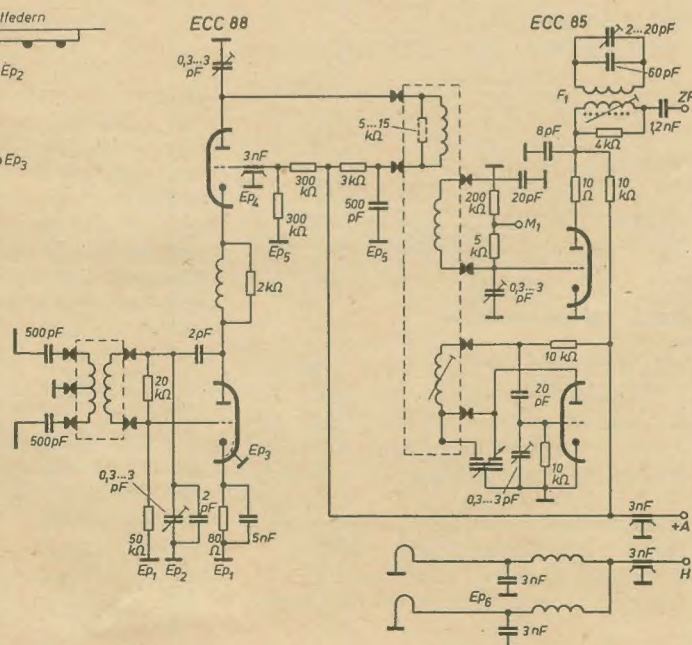 tfedern
Ep2
Ep3
ECC 88
0,3...3
pF
3nF
Ep4
300
kΩ
300
kΩ
Ep5
3kΩ
500
pF
Ep5
5...15
kΩ
2kΩ
2pF
500pF
500pF
20
kΩ
Ep3
0,3...3
pF
2
pF
50
kΩ
80
Ω
5nF
Ep1
Ep2
Ep1
ECC 85
2...20pF
60pF
F1
ZF
1,2nF
4kΩ
8pF
10
Ω
10
kΩ
200
kΩ
20pF
M1
5
kΩ
0,3...3
pF
10 kΩ
20
pF
10
kΩ
0,3...3pF
3nF
+A
3nF
H
3nF
Ep6
3nF